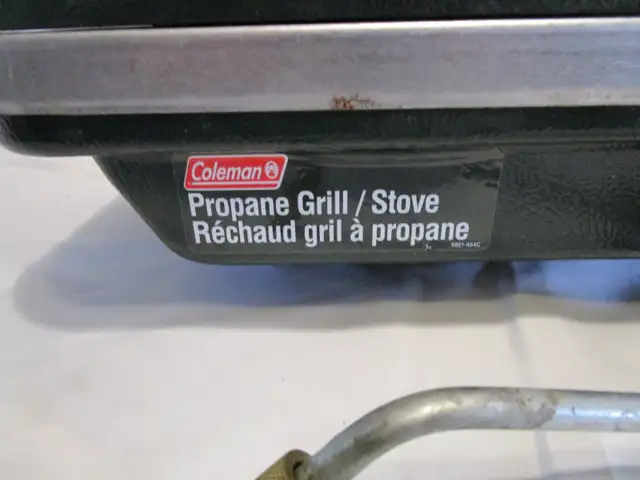 Coleman
Propane Grill / Stove
Réchaud gril à propane